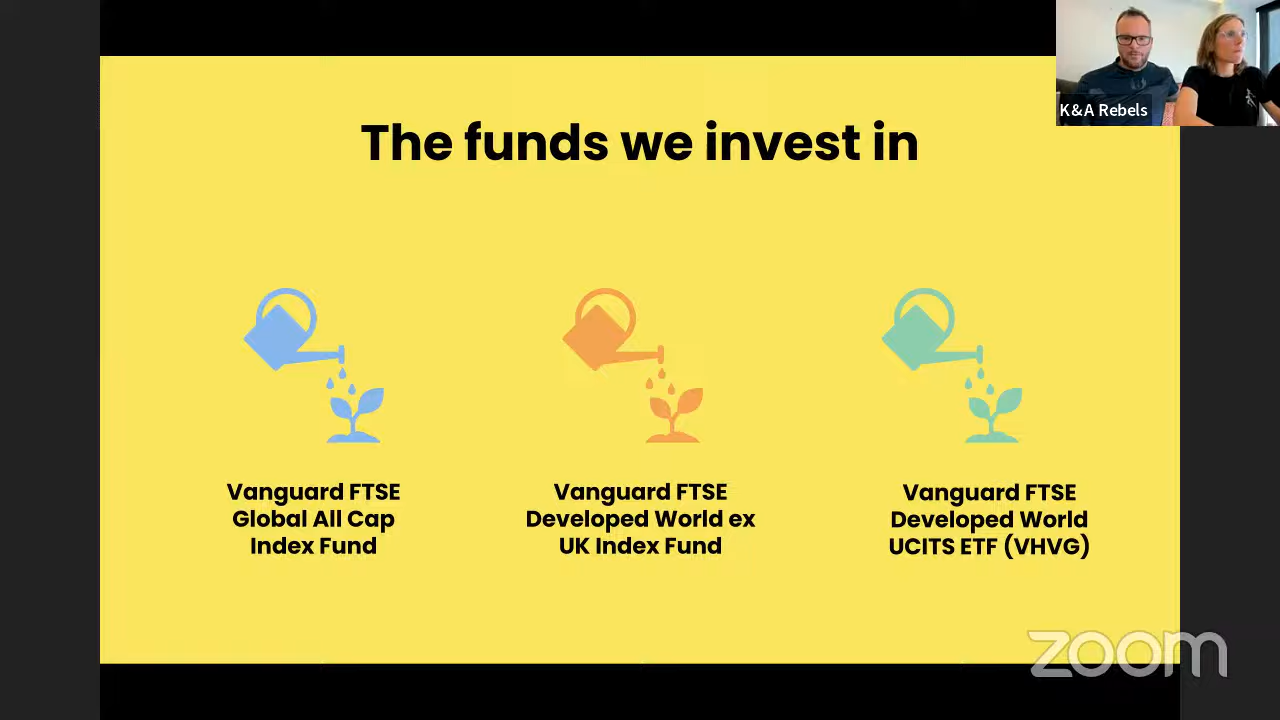 K&A Rebels
The funds we invest in
Vanguard FTSE
Global All Cap
Index Fund
Vanguard FTSE
Developed World ex
UK Index Fund
Vanguard FTSE
Developed World
UCITS ETF (VHVG)
zoom